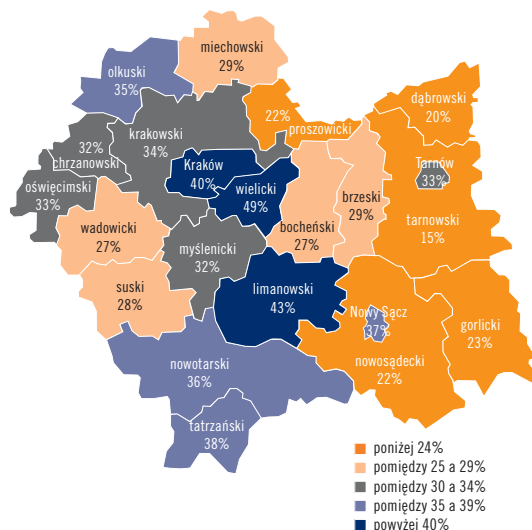 miechowski
29%
olkuski
35%
dąbrowski
20%
22%
proszowicki
krakowski
34%
32%
chrzanowski
Tarnów
33%
Kraków
40%
oświęcimski
33%
wielicki
49%
brzeski
29%
tarnowski
15%
wadowicki
27%
bocheński
27%
myślenicki
32%
suski
28%
limanowski
43%
Nowy Sącz
37%
gorlicki
23%
nowotarski
36%
nowosądecki
22%
tatrzański
38%
poniżej 24%
pomiędzy 25 a 29%
pomiędzy 30 a 34%
pomiędzy 35 a 39%
powyżej 40%